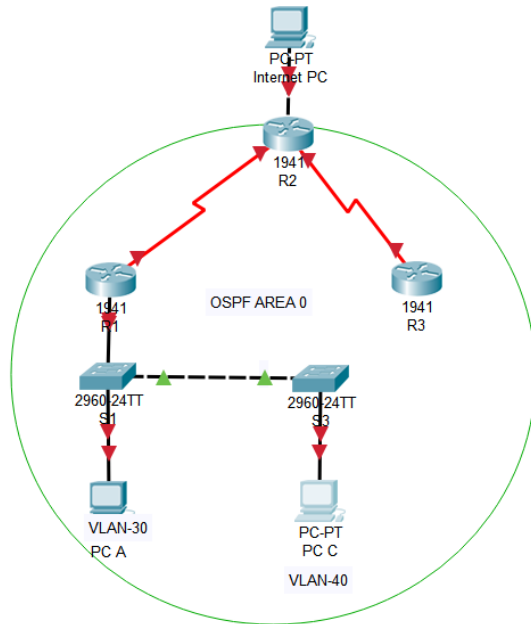 PC-PT
Internet PC
1941
R2
1941
R1
OSPF AREA 0
1941
R3
2960-24TT
S1
2960-24TT
S3
VLAN-30
PC A
PC-PT
PC C
VLAN-40